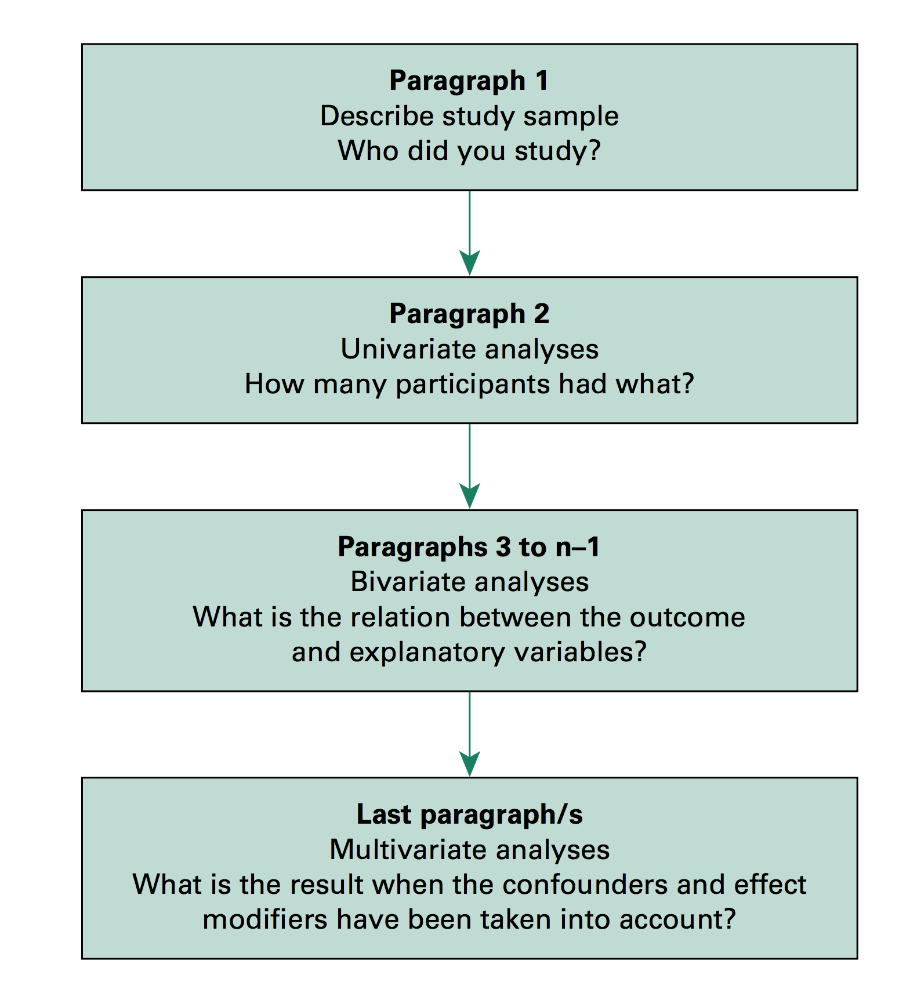 Paragraph 1
Describe study sample
Who did you study?
Paragraph 2
Univariate analyses
How many participants had what?
Paragraphs 3 to n–1
Bivariate analyses
What is the relation between the outcome
and explanatory variables?
Last paragraph/s
Multivariate analyses
What is the result when the confounders and effect
modifiers have been taken into account?